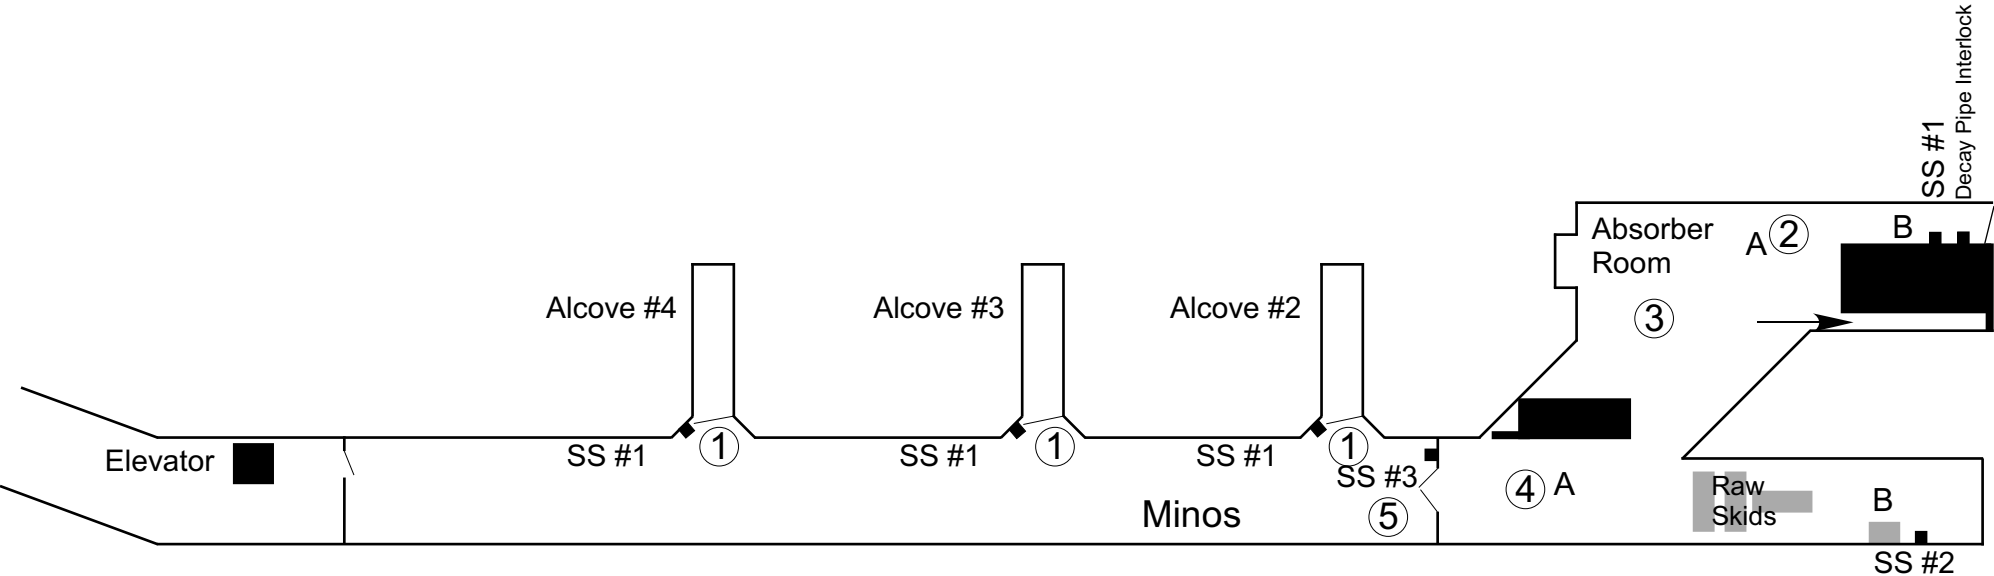 SS #1
Decay Pipe Interlock
Absorber
Room
A
2
B
3
Alcove #4
Alcove #3
Alcove #2
Elevator
SS #1
1
SS #1
1
SS #1
1
SS #3
5
Minos
4
A
Raw
Skids
B
SS #2